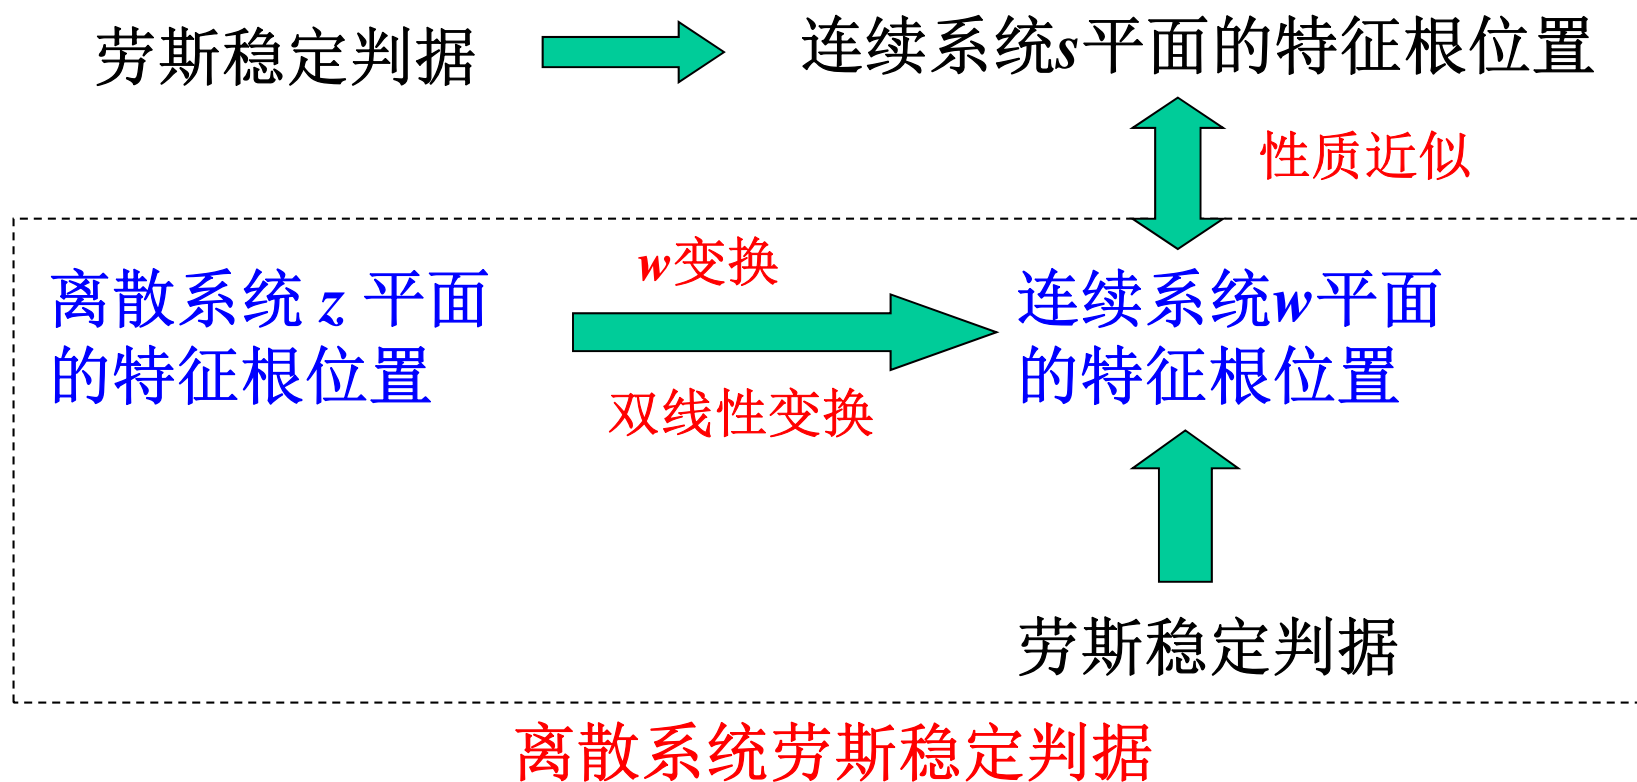 劳斯稳定判据
连续系统s平面的特征根位置
性质近似
离散系统 z 平面
的特征根位置
w变换
双线性变换
连续系统w平面
的特征根位置
劳斯稳定判据
离散系统劳斯稳定判据